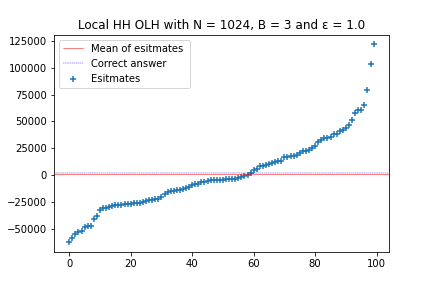 Local HH OLH with N = 1024, B = 3 and ε = 1.0
Mean of esitmates
Correct answer
Esitmates
125000
100000
75000
50000
25000
0
−25000
−50000
0 20 40 60 80 100